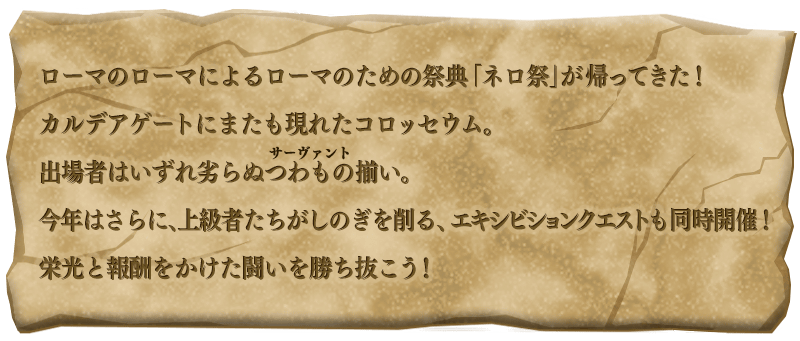 ローマのローマによるローマのための祭典「ネロ祭」が帰ってきた!
カルデアゲートにまたも現れたコロッセウム。
サーヴァント
出場者はいずれ劣らぬつわもの揃い。
今年はさらに、上級者たちがしのぎを削る、エキシビションクエストも同時開催!
栄光と報酬をかけた闘いを勝ち抜こう!